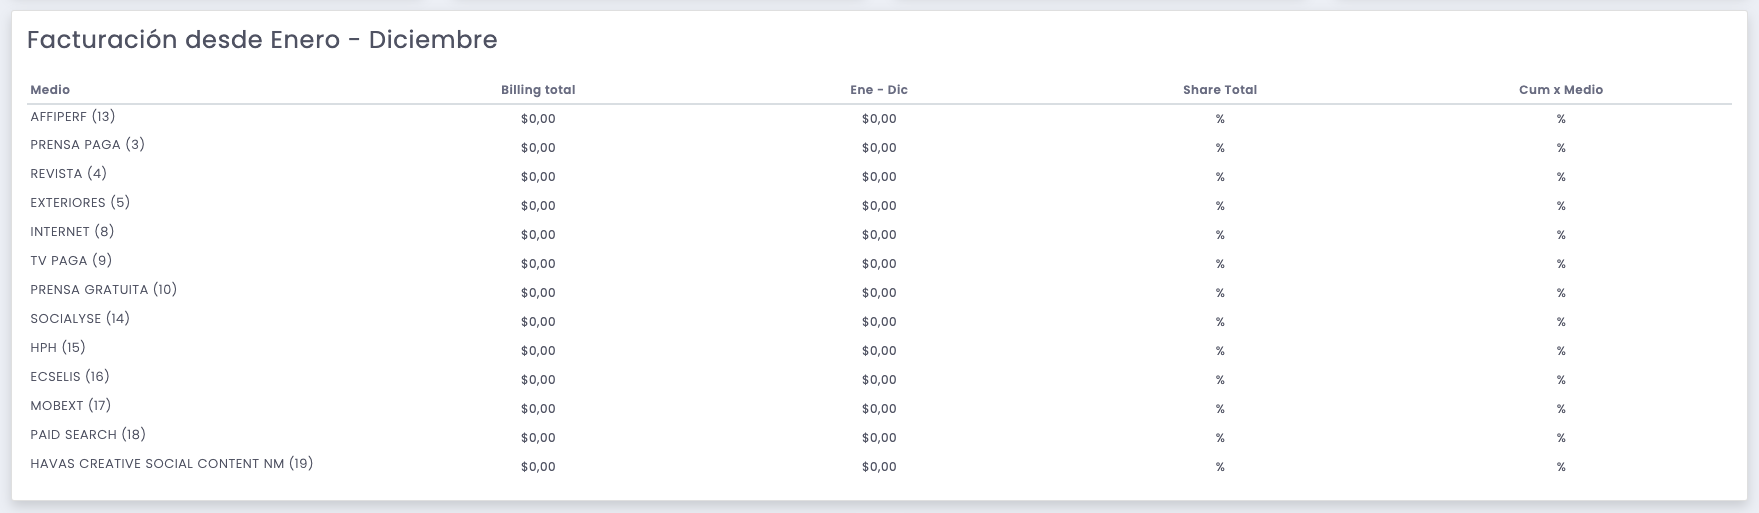 Facturación desde Enero - Diciembre
Medio Billing total Ene - Dic Share Total Cum x Medio
AFFIPERF (13) $0,00 $0,00 % %
PRENSA PAGA (3) $0,00 $0,00 % %
REVISTA (4) $0,00 $0,00 % %
EXTERIORES (5) $0,00 $0,00 % %
INTERNET (8) $0,00 $0,00 % %
TV PAGA (9) $0,00 $0,00 % %
PRENSA GRATUITA (10) $0,00 $0,00 % %
SOCIALYSE (14) $0,00 $0,00 % %
HPH (15) $0,00 $0,00 % %
ECSELIS (16) $0,00 $0,00 % %
MOBEXT (17) $0,00 $0,00 % %
PAID SEARCH (18) $0,00 $0,00 % %
HAVAS CREATIVE SOCIAL CONTENT NM (19) $0,00 $0,00 % %